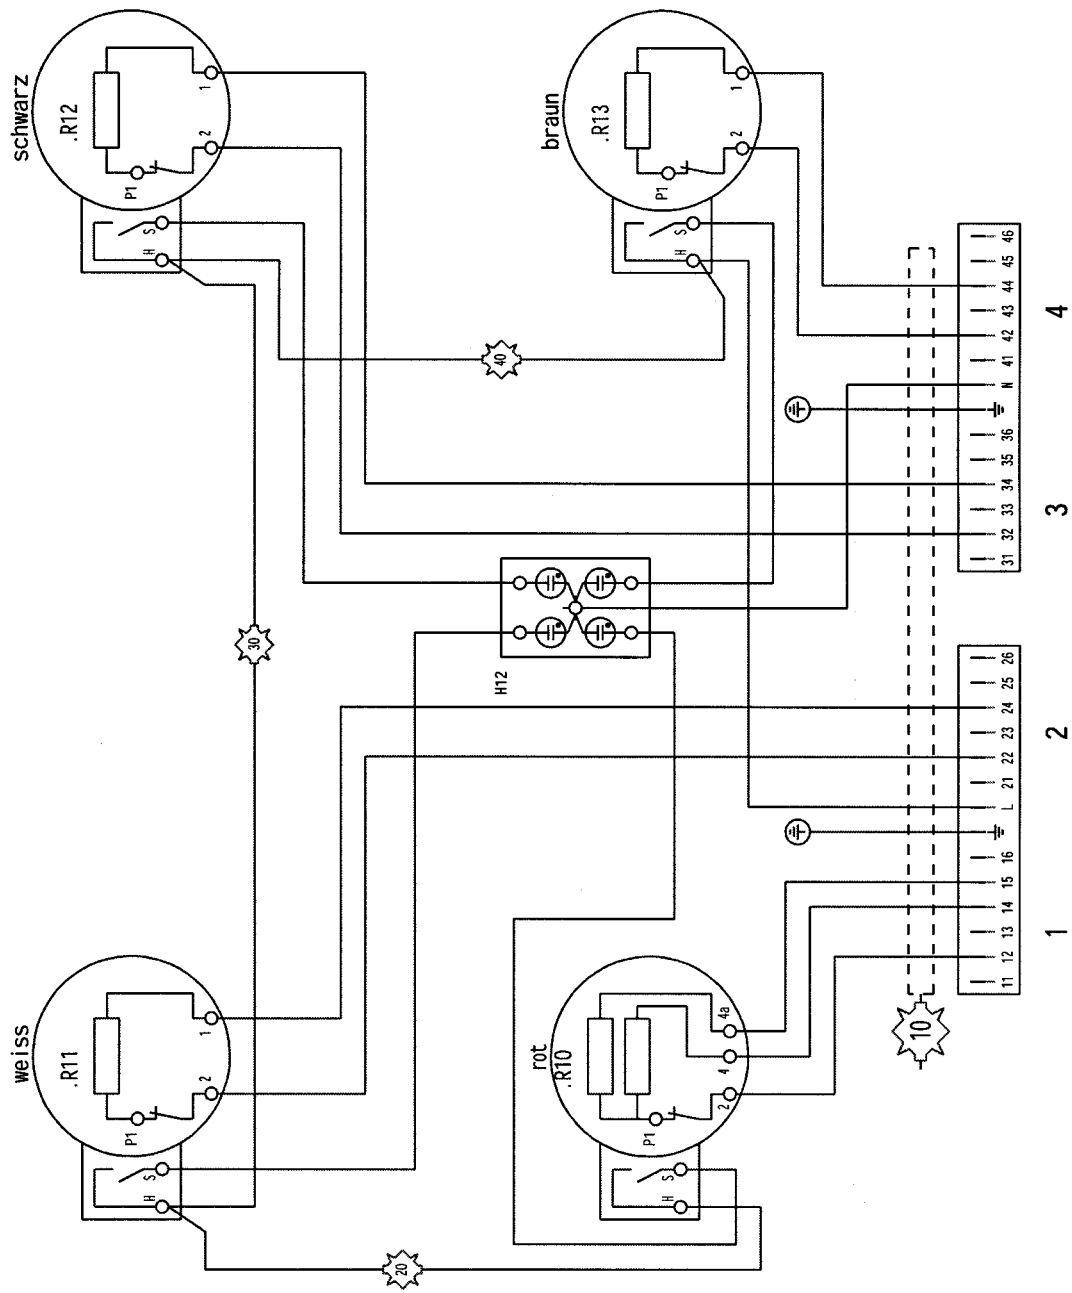 schwarz
.R12
1
2
P1
S
H
braun
.R13
1
2
P1
S
H
40
30
H12
weiss
.R11
1
2
P1
S
H
rot
.R10
4a
4
2
P1
S
H
20
10
11 12 13 14 15 16 L 21 22 23 24 25 26
31 32 33 34 35 36 N 41 42 43 44 45 46
1 2 3 4